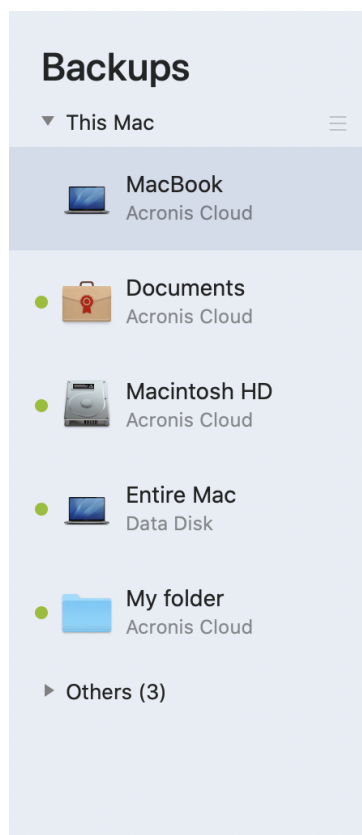 Backups
This Mac
MacBook
Acronis Cloud
Documents
Acronis Cloud
Macintosh HD
Acronis Cloud
Entire Mac
Data Disk
My folder
Acronis Cloud
Others (3)